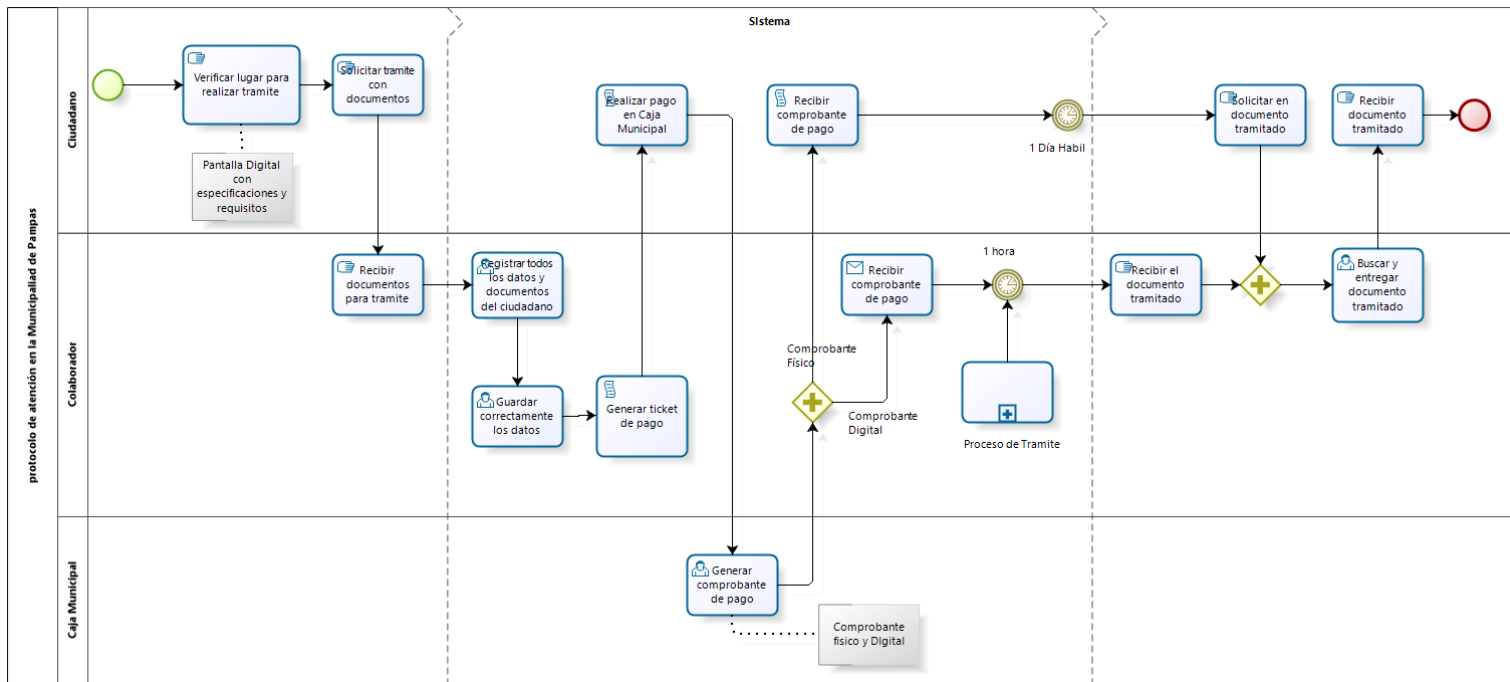 protocolo de atención en la Municipaliad de Pampas
Sistema
Ciudadano
Verificar lugar para
realizar tramite
Solicitar tramite
con
documentos
Pantalla Digital
con
especificaciones y
requisitos
Realizar pago
en Caja
Municipal
Recibir
comprobante
de pago
1 Día Habil
Solicitar en
documento
tramitado
Recibir
documento
tramitado
Colaborador
Recibir
documentos
para tramite
Registrar todos
los datos y
documentos
del ciudadano
Guardar
correctamente
los datos
Generar ticket
de pago
Comprobante
Físico
Comprobante
Digital
Recibir
comprobante
de pago
1 hora
Proceso de Tramite
Recibir el
documento
tramitado
Buscar y
entregar
documento
tramitado
Caja Municipal
Generar
comprobante
de pago
Comprobante
fisico y DIgital